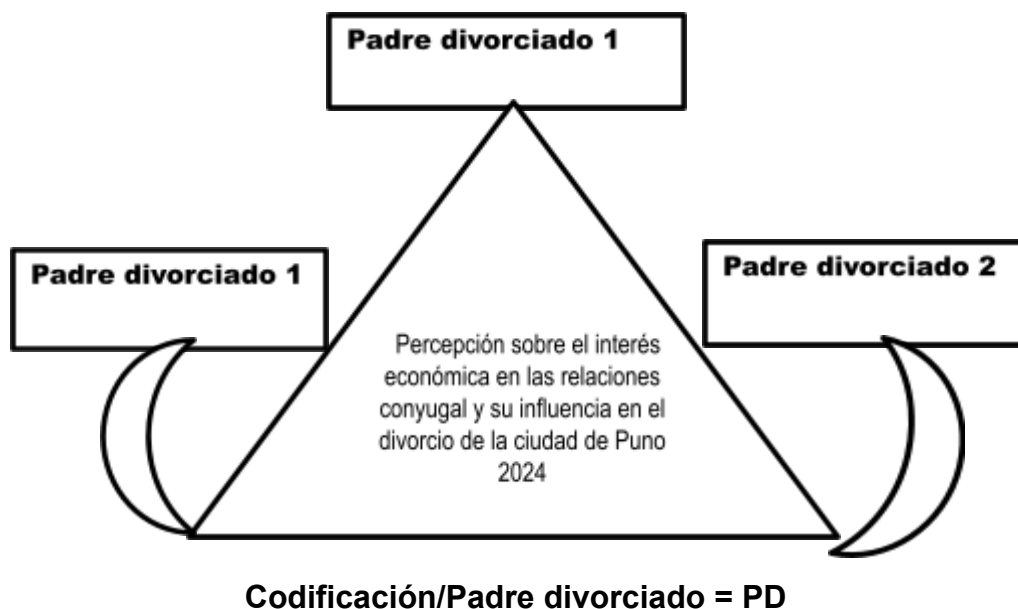 Padre divorciado 1
Padre divorciado 1
Padre divorciado 2
Percepción sobre el interés
económica en las relaciones
conyugal y su influencia en el
divorcio de la ciudad de Puno
2024
Codificación/Padre divorciado = PD